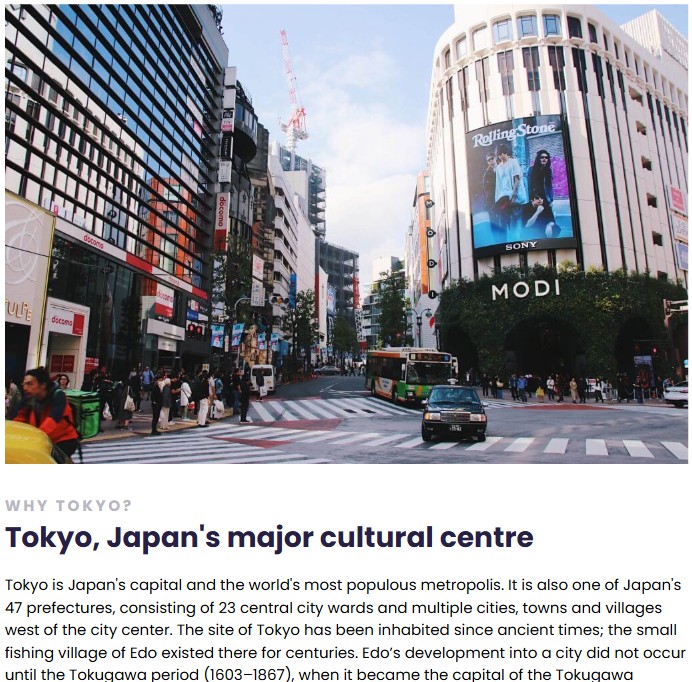 RollingStone
SONY
MODI
docomo
docomo
docomo
docomo
WHY TOKYO?
Tokyo, Japan's major cultural centre
Tokyo is Japan's capital and the world's most populous metropolis. It is also one of Japan's
47 prefectures, consisting of 23 central city wards and multiple cities, towns and villages
west of the city center. The site of Tokyo has been inhabited since ancient times; the small
fishing village of Edo existed there for centuries. Edo’s development into a city did not occur
until the Tokugawa period (1603–1867), when it became the capital of the Tokugawa